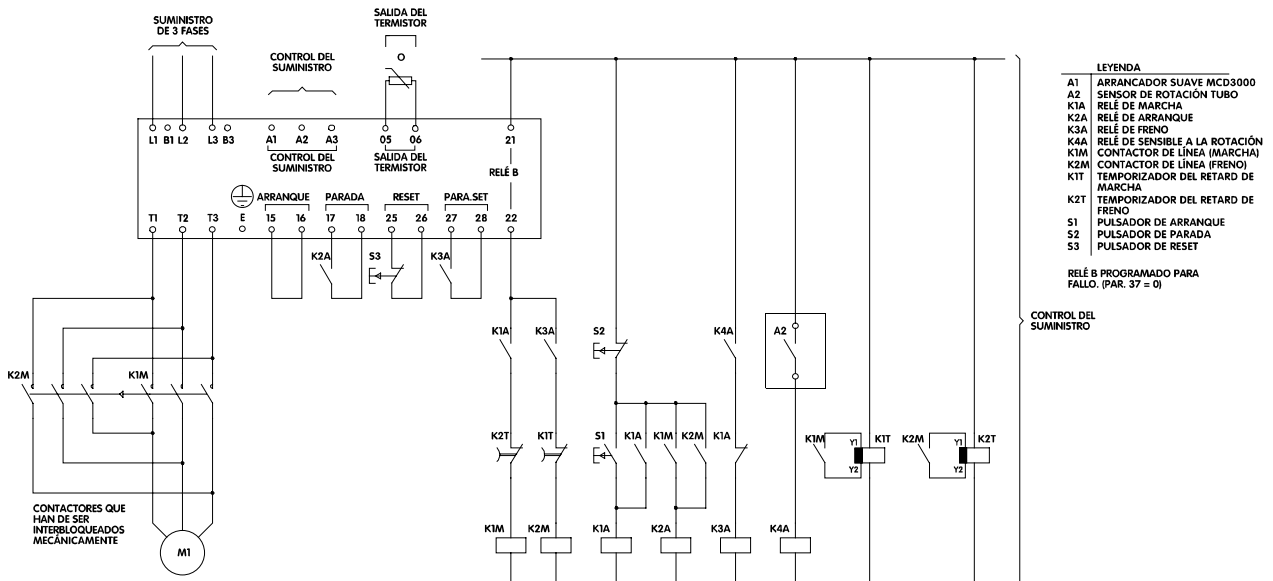 SUMINISTRO
DE 3 FASES
SALIDA DEL
TERMISTOR
CONTROL DEL
SUMINISTRO
L1 B1 L2 L3 B3
A1 A2 A3
05 06
21
CONTROL DEL
SUMINISTRO
SALIDA DEL
TERMISTOR
RELÉ B
ARRANQUE PARADA RESET PARA.SET
T1 T2 T3 E 15 16 17 18 25 26 27 28 22
K2A S3 K3A
K1A K3A S2 K4A A2
K2M K1M
K2T K1T S1 K1A K1M K2M K1A K1M Y1 K1T K2M Y1 K2T
Y2 Y2
CONTACTORES QUE
HAN DE SER
INTERBLOQUEADOS
MECÁNICAMENTE
M1
K1M K2M K1A K2A K3A K4A
LEYENDA
A1 ARRANCADOR SUAVE MCD3000
A2 SENSOR DE ROTACIÓN TUBO
K1A RELÉ DE MARCHA
K2A RELÉ DE ARRANQUE
K3A RELÉ DE FRENO
K4A RELÉ DE SENSIBLE A LA ROTACIÓN
K1M CONTACTOR DE LÍNEA (MARCHA)
K2M CONTACTOR DE LÍNEA (FRENO)
K1T TEMPORIZADOR DEL RETARD DE
MARCHA
K2T TEMPORIZADOR DEL RETARD DE
FRENO
S1 PULSADOR DE ARRANQUE
S2 PULSADOR DE PARADA
S3 PULSADOR DE RESET
RELÉ B PROGRAMADO PARA
FALLO. (PAR. 37 = 0)
CONTROL DEL
SUMINISTRO